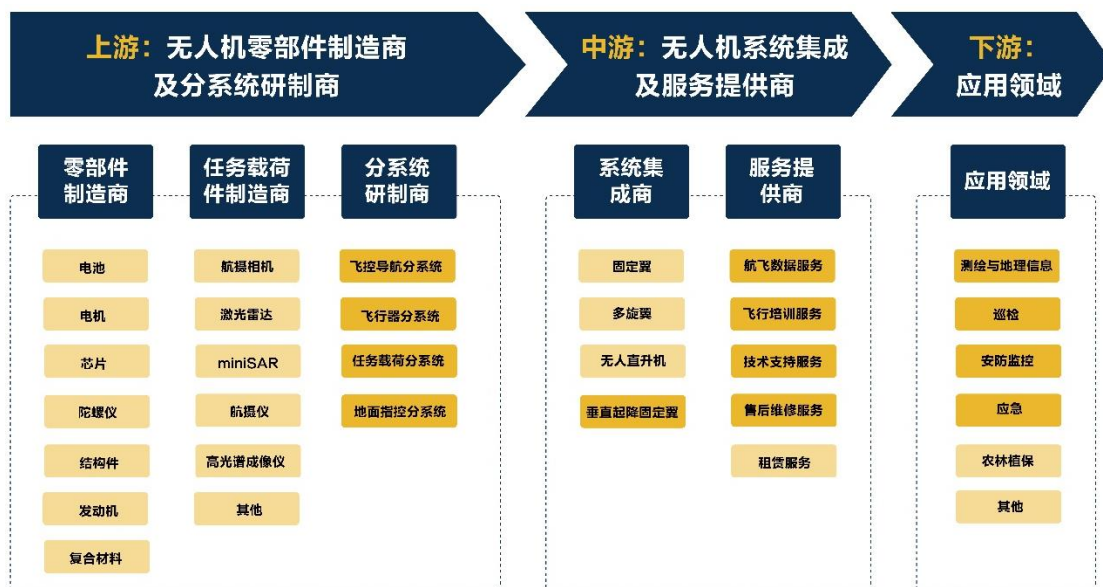 上游：无人机零部件制造商
及分系统研制商
中游：无人机系统集成
及服务提供商
下游：
应用领域
零部件
制造商
电池
电机
芯片
陀螺仪
结构件
发动机
复合材料
任务载荷
件制造商
航摄相机
激光雷达
miniSAR
航摄仪
高光谱成像仪
其他
分系统
研制商
飞控导航分系统
飞行器分系统
任务载荷分系统
地面指控分系统
系统集
成商
固定翼
多旋翼
无人直升机
垂直起降固定翼
服务提
供商
航飞数据服务
飞行培训服务
技术支持服务
售后维修服务
租赁服务
应用领域
测绘与地理信息
巡检
安防监控
应急
农林植保
其他